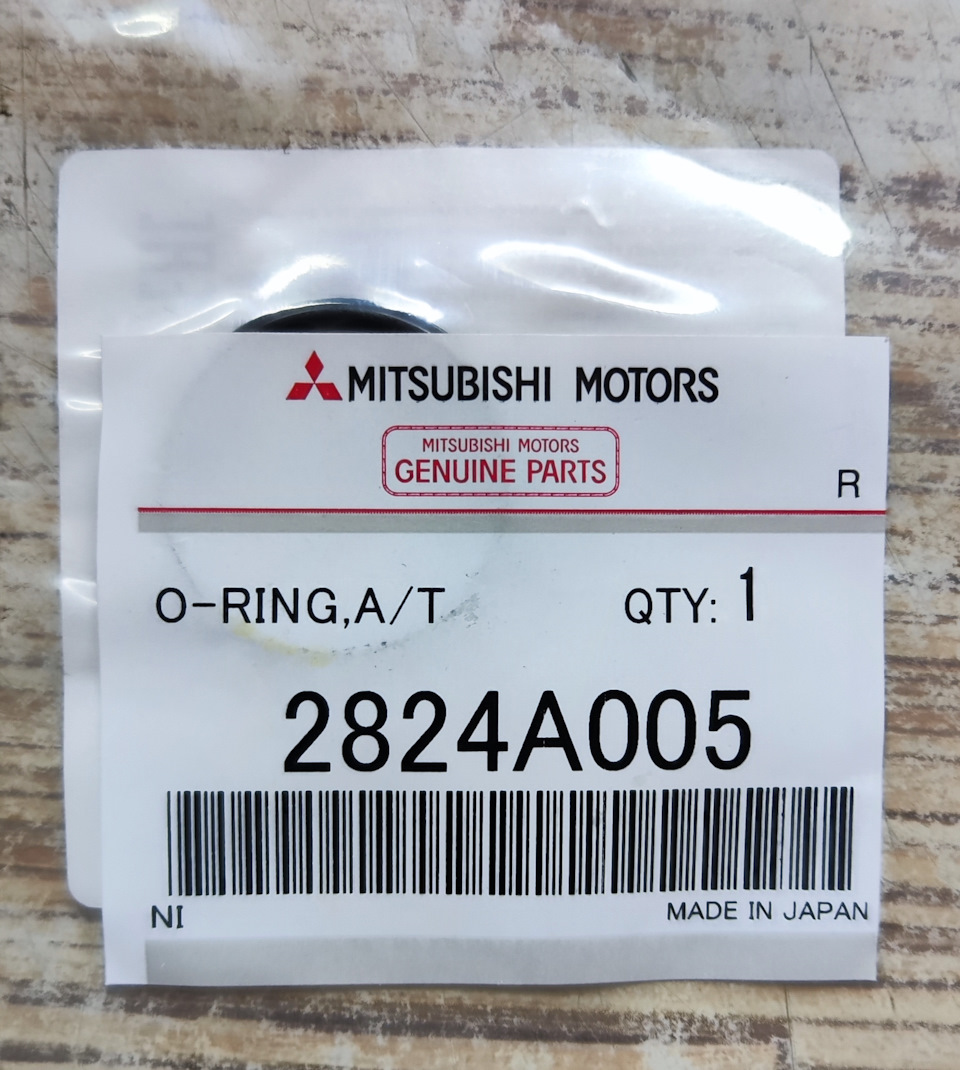 MITSUBISHI MOTORS
MITSUBISHI MOTORS
GENUINE PARTS
R
O-RING,A/T QTY: 1
2824A005
NI MADE IN JAPAN